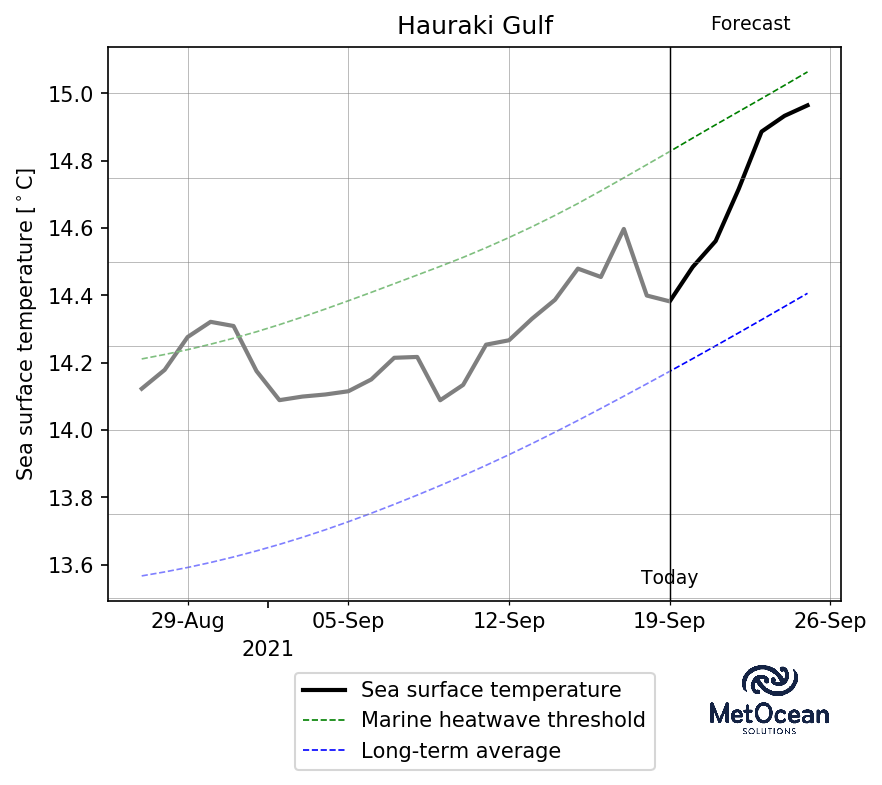 Hauraki Gulf
Forecast
Sea surface temperature [°C]
15.0
14.8
14.6
14.4
14.2
14.0
13.8
13.6
Today
29-Aug 05-Sep 12-Sep 19-Sep 26-Sep
2021
Sea surface temperature
Marine heatwave threshold
Long-term average
MetOcean
SOLUTIONS